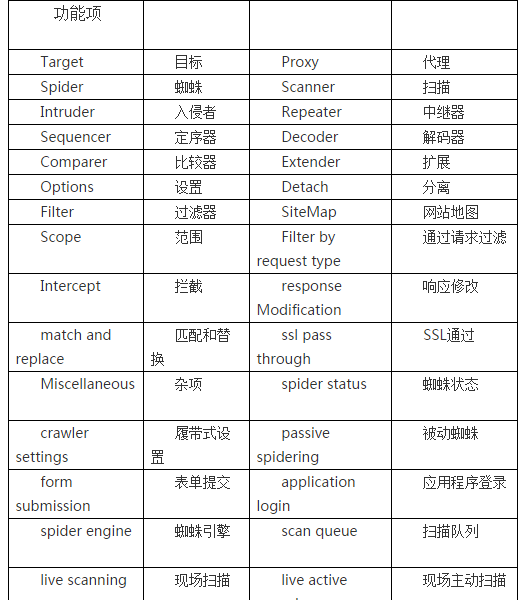 功能项
Target 目标 Proxy 代理
Spider 蜘蛛 Scanner 扫描
Intruder 入侵者 Repeater 中继器
Sequencer 定序器 Decoder 解码器
Comparer 比较器 Extender 扩展
Options 设置 Detach 分离
Filter 过滤器 SiteMap 网站地图
Scope 范围 Filter by 通过请求过滤
request type
Intercept 拦截 response 响应修改
Modification
match and 匹配和替 ssl pass SSL通过
replace 换 through
Miscellaneous 杂项 spider status 蜘蛛状态
crawler 履带式设 passive 被动蜘蛛
settings 置 spidering
form 表单提交 application 应用程序登录
submission login
spider engine 蜘蛛引擎 scan queue 扫描队列
live scanning 现场扫描 live active 现场主动扫描